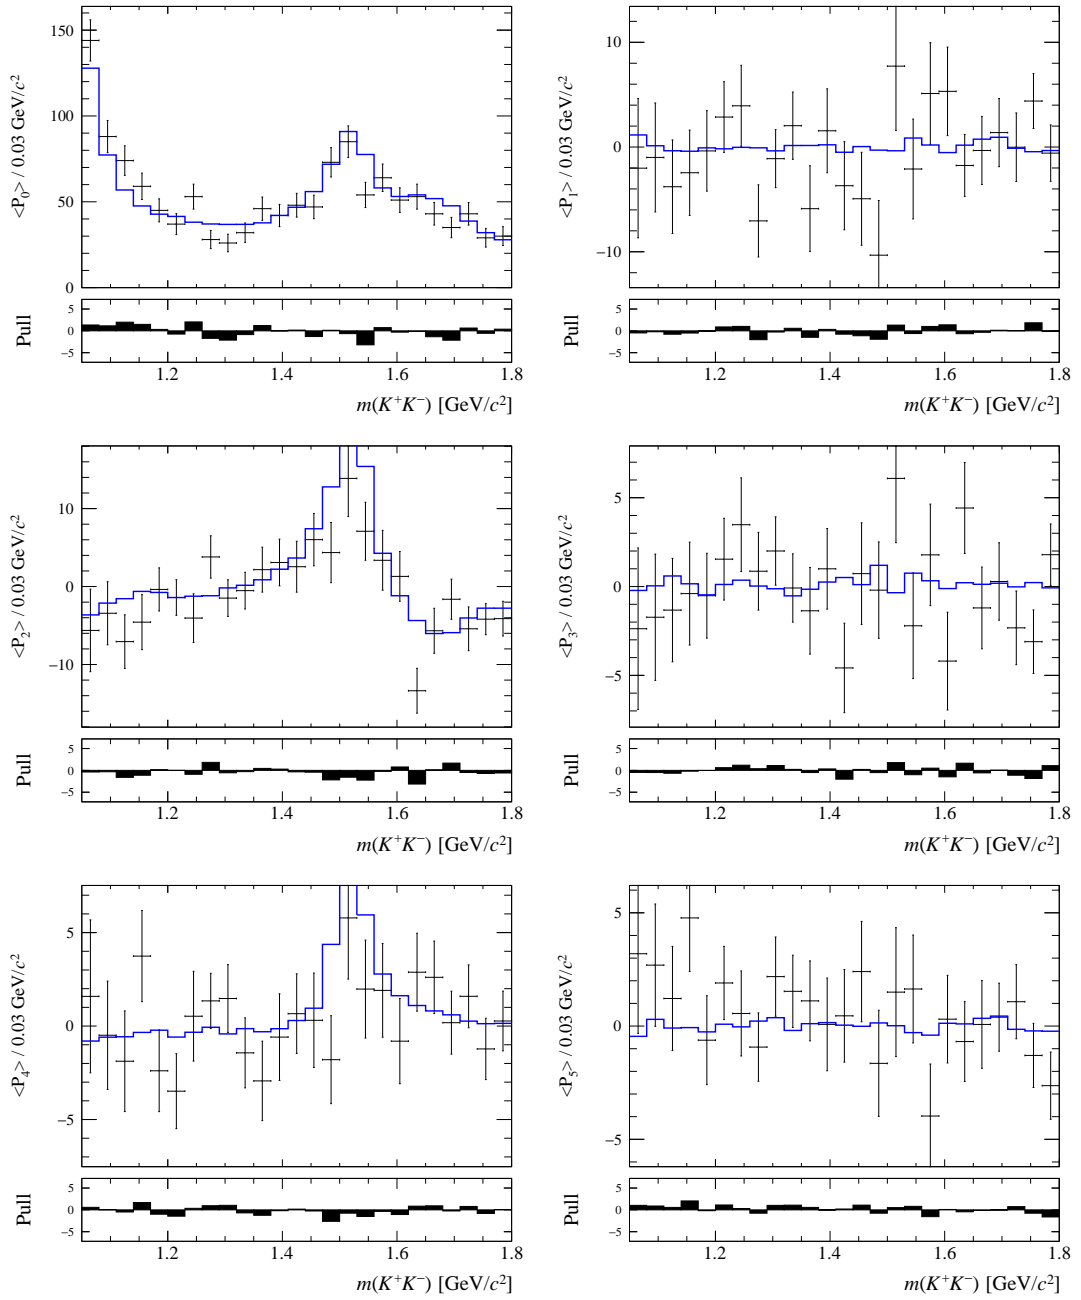 <P₀> / 0.03 GeV/c²
150
100
50
0
Pull
5
0
−5
1.2 1.4 1.6 1.8
m(K⁺K⁻) [GeV/c²]
<P₁> / 0.03 GeV/c²
10
0
−10
Pull
5
0
−5
1.2 1.4 1.6 1.8
m(K⁺K⁻) [GeV/c²]
<P₂> / 0.03 GeV/c²
10
0
−10
Pull
5
0
−5
1.2 1.4 1.6 1.8
m(K⁺K⁻) [GeV/c²]
<P₃> / 0.03 GeV/c²
5
0
−5
Pull
5
0
−5
1.2 1.4 1.6 1.8
m(K⁺K⁻) [GeV/c²]
<P₄> / 0.03 GeV/c²
5
0
−5
Pull
5
0
−5
1.2 1.4 1.6 1.8
m(K⁺K⁻) [GeV/c²]
<P₅> / 0.03 GeV/c²
5
0
−5
Pull
5
0
−5
1.2 1.4 1.6 1.8
m(K⁺K⁻) [GeV/c²]